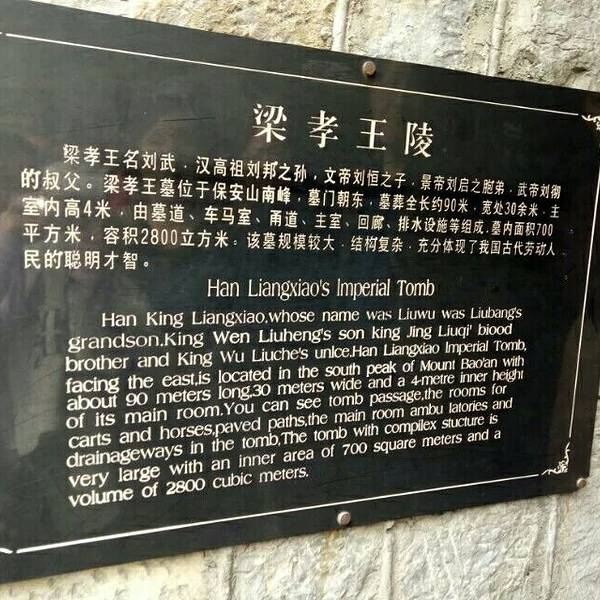 梁孝王陵
梁孝王名刘武，汉高祖刘邦之孙，文帝刘恒之子，景帝刘启之胞弟，武帝刘彻
的叔父。梁孝王墓位于保安山南峰，墓门朝东，墓葬全长约90米，宽处30余米，主
室内高4米，由墓道、车马室、甬道、主室、回廊、排水设施等组成，墓内面积700
平方米，容积2800立方米。该墓规模较大，结构复杂，充分体现了我国古代劳动人
民的聪明才智。
Han Liangxiao's Imperial Tomb
Han King Liangxiao,whose name was Liuwu was Liubang's
grandson.King Wen Liuheng's son king Jing Liuqi' biood
brother and King Wu Liuche's unlce.Han Liangxiao Imperial Tomb,
facing the east,is located in the south peak of Mount Bao'an with
about 90 meters long,30 meters wide and a 4-metre inner height
of its main room.You can see tomb passage,the rooms for
carts and horses,paved paths,the main room ambu latories and
drainageways in the tomb,The tomb with compilex stucture is
very large with an inner area of 700 square meters and a
volume of 2800 cubic meters.